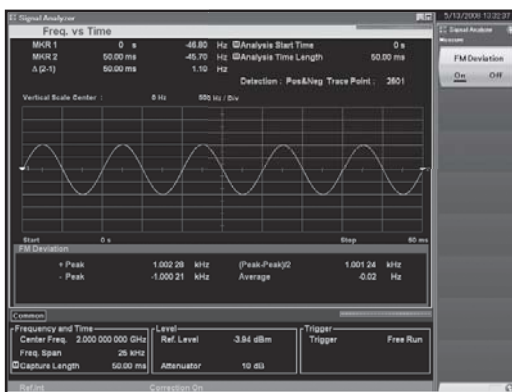 Signal Analyzer
5/13/2008 13:32:37
Freq. vs Time
MKR 1 0 s -46.80 Hz Analysis Start Time 0 s
MKR 2 50.00 ms -45.70 Hz Analysis Time Length 50.00 ms
Δ (2-1) 50.00 ms 1.10 Hz
Detection : Pos&Neg Trace Point : 2601
Vertical Scale Center : 0 Hz Hz / Div
Start 0 s Stop 50 ms
FM Deviation
+ Peak 1.002 28 kHz (Peak-Peak)/2 1.001 24 kHz
- Peak -1.000 21 kHz Average -0.02 Hz
Common
Frequency and Time
Center Freq. 2.000 000 000 GHz
Freq. Span 25 kHz
Capture Length 50.00 ms
Level
Ref. Level -3.94 dBm
Attenuator 10 dB
Trigger
Trigger Free Run
Ref.Int Correction On
Signal Analyzer
Measure
FM Deviation
On Off